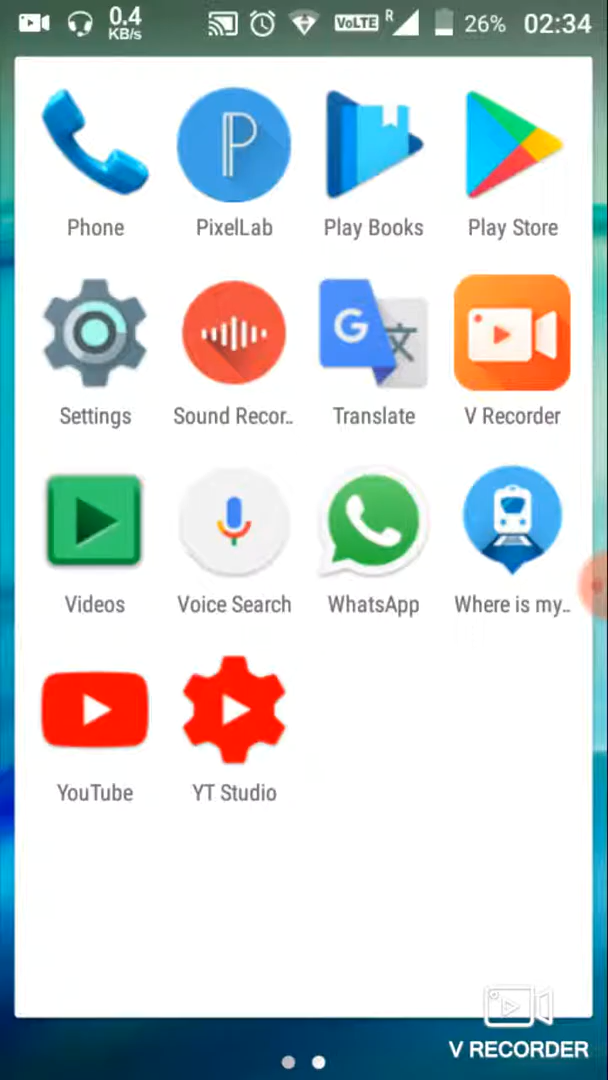 0.4
KB/s
VoLTE
R
26%
02:34
Phone
PixelLab
Play Books
Play Store
Settings
Sound Recor..
Translate
V Recorder
Videos
Voice Search
WhatsApp
Where is my..
YouTube
YT Studio
V RECORDER